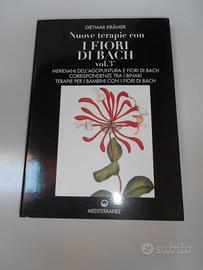 DIETMAR KRÄMER
Nuove terapie con
I FIORI
DI BACH
vol. 3°
MERIDIANI DELL'AGOPUNTURA E FIORI DI BACH
CORRISPONDENZE TRA I BINARI
TERAPIE PER I BAMBINI CON I FIORI DI BACH
MEDITERRANEE
subito